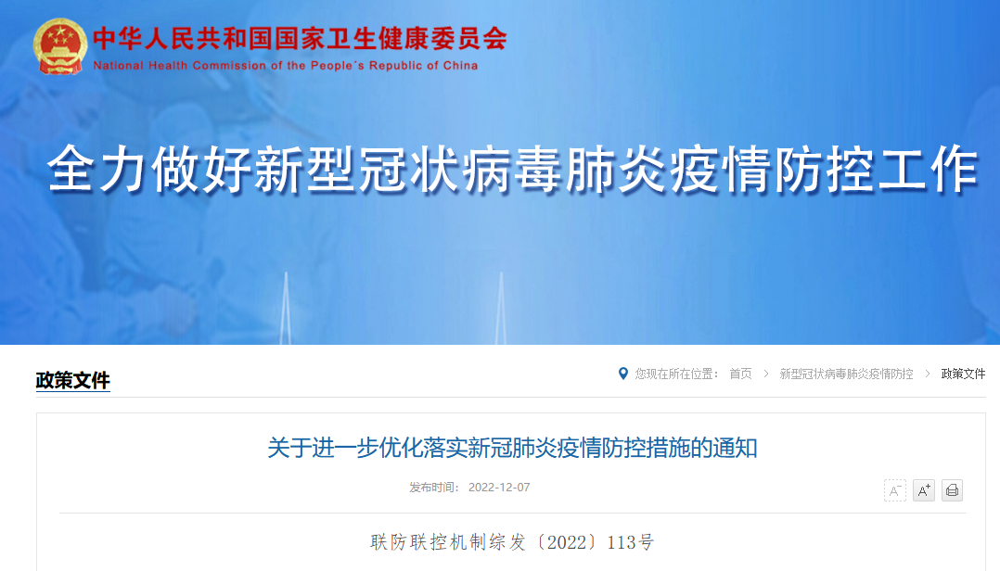 中华人民共和国国家卫生健康委员会
National Health Commission of the People's Republic of China
全力做好新型冠状病毒肺炎疫情防控工作
政策文件
您现在所在位置: 首页 > 新型冠状病毒肺炎疫情防控 > 政策文件
关于进一步优化落实新冠肺炎疫情防控措施的通知
发布时间: 2022-12-07
A- A+
联防联控机制综发〔2022〕113号